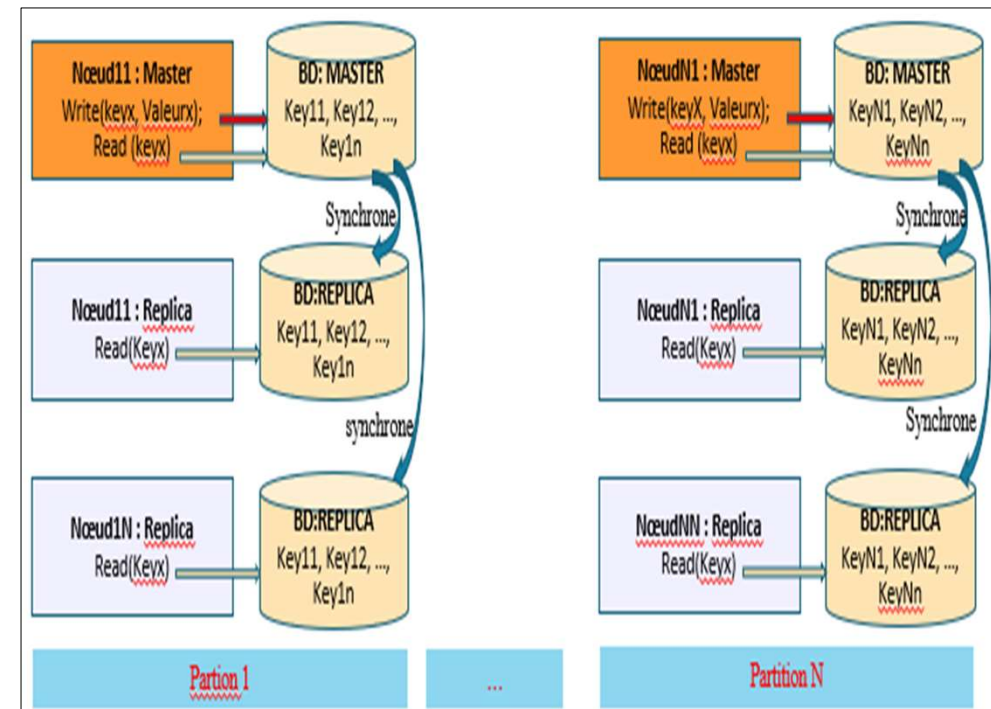 Nœud11 : Master
Write(keyx, Valeurx);
Read (keyx)
BD: MASTER
Key11, Key12, ...,
Key1n
Synchrone
Nœud11 : Replica
Read(Keyx)
BD:REPLICA
Key11, Key12, ...,
Key1n
synchrone
Nœud1N : Replica
Read(Keyx)
BD:REPLICA
Key11, Key12, ...,
Key1n
Partion 1
...
NœudN1 : Master
Write(keyX, Valeurx);
Read (keyx)
BD: MASTER
KeyN1, KeyN2, ...,
KeyNn
Synchrone
NœudN1 : Replica
Read(Keyx)
BD:REPLICA
KeyN1, KeyN2, ...,
KeyNn
Synchrone
NœudNN : Replica
Read(Keyx)
BD:REPLICA
KeyN1, KeyN2, ...,
KeyNn
Partition N